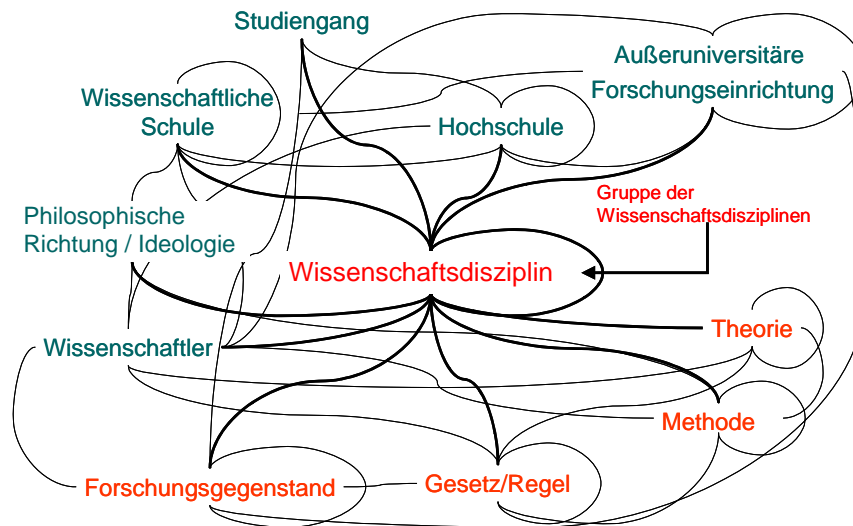 Studiengang
Außeruniversitäre
Forschungseinrichtung
Wissenschaftliche
Schule
Hochschule
Gruppe der
Wissenschaftsdisziplinen
Philosophische
Richtung / Ideologie
Wissenschaftsdisziplin
Theorie
Wissenschaftler
Methode
Forschungsgegenstand
Gesetz/Regel